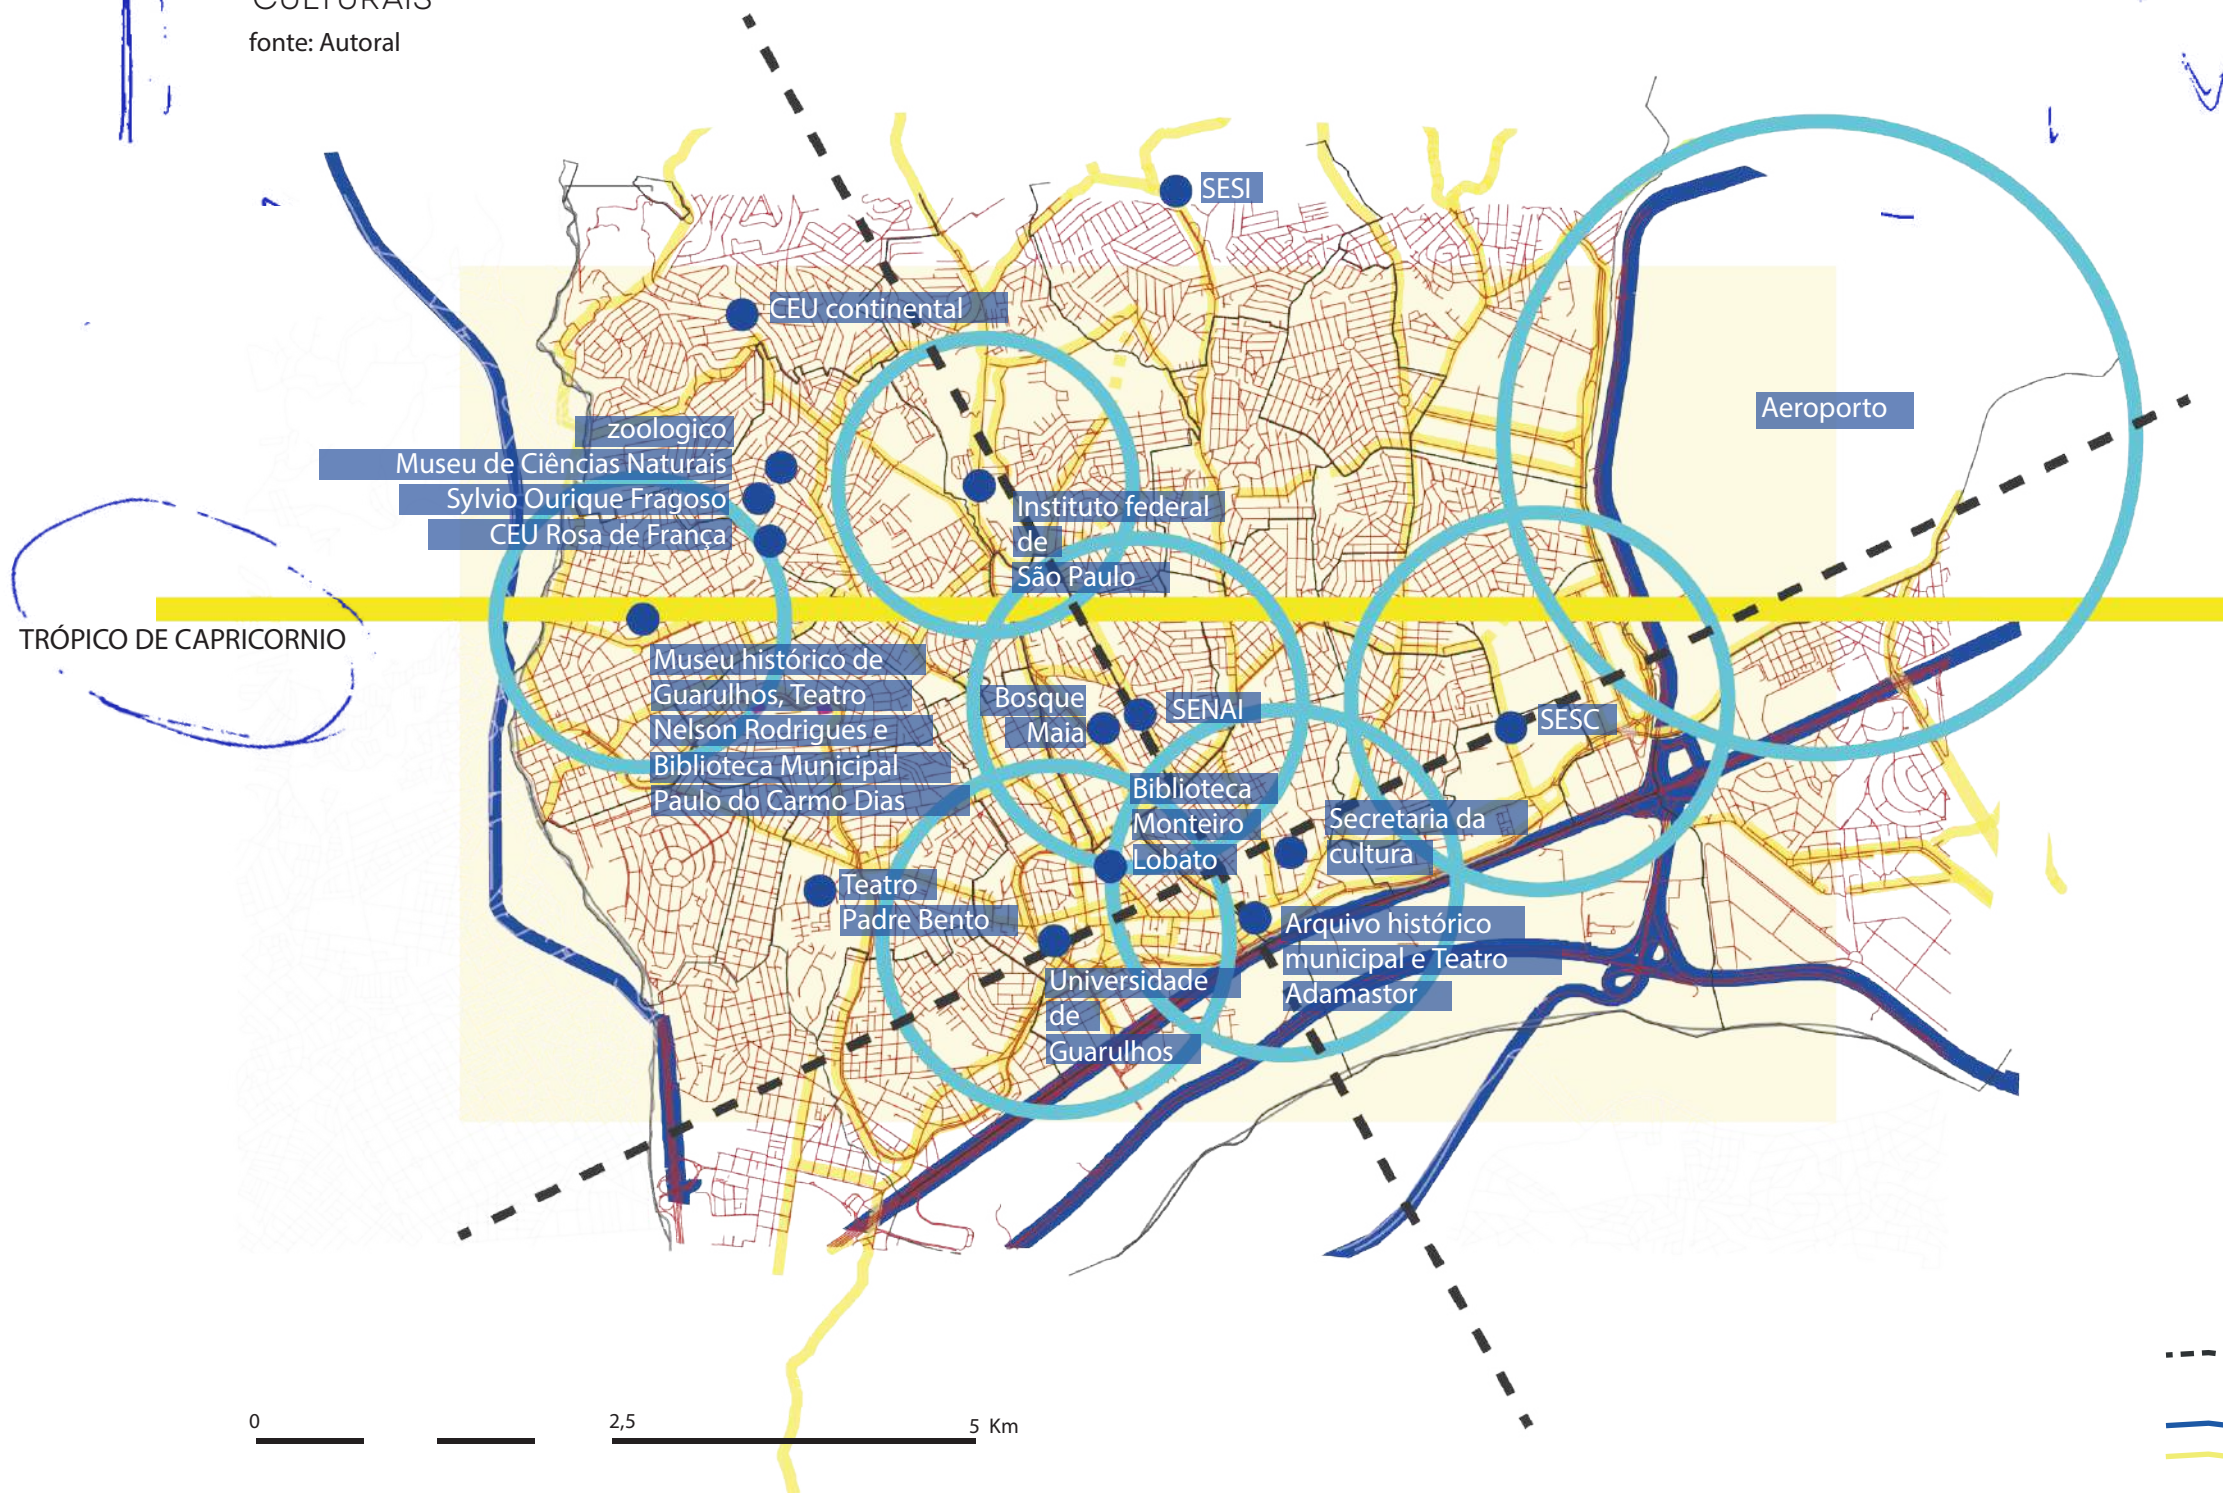 CULTURAIS
fonte: Autoral
SESI
CEU continental
Aeroporto
zoologico
Museu de Ciências Naturais
Sylvio Ourique Fragoso
CEU Rosa de França
Instituto federal
de
São Paulo
TRÓPICO DE CAPRICORNIO
Museu histórico de
Guarulhos, Teatro
Nelson Rodrigues e
Biblioteca Municipal
Paulo do Carmo Dias
Bosque
Maia
SENAI
SESC
Biblioteca
Monteiro
Lobato
Secretaria da
cultura
Teatro
Padre Bento
Arquivo histórico
municipal e Teatro
Adamastor
Universidade
de
Guarulhos
0 2,5 5 Km